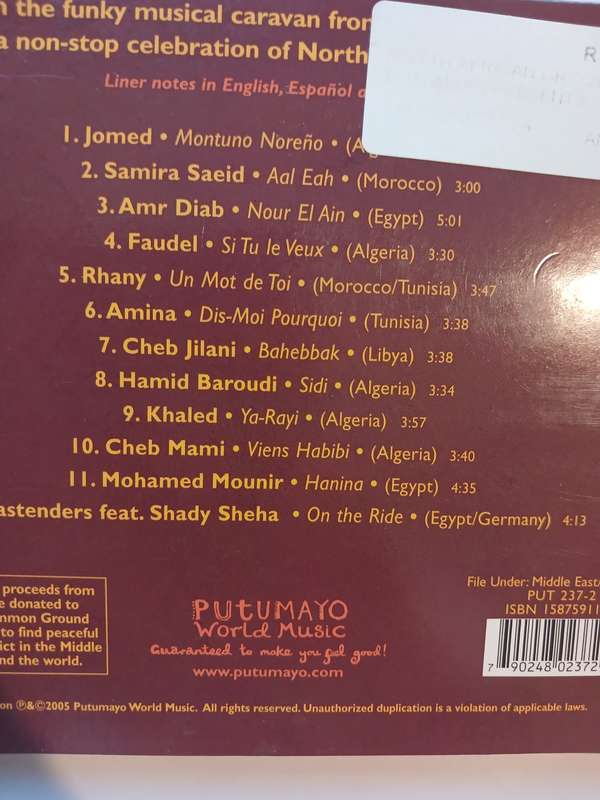 the funky musical caravan from
a non-stop celebration of North
Liner notes in English, Español
1. Jomed • Montuno Noreño •
2. Samira Saeid • Aal Eah • (Morocco) 3:00
3. Amr Diab • Nour El Ain • (Egypt) 5:01
4. Faudel • Si Tu le Veux • (Algeria) 3:30
5. Rhany • Un Mot de Toi • (Morocco/Tunisia) 3:47
6. Amina • Dis-Moi Pourquoi • (Tunisia) 3:38
7. Cheb Jilani • Bahebbak • (Libya) 3:38
8. Hamid Baroudi • Sidi • (Algeria) 3:34
9. Khaled • Ya-Rayi • (Algeria) 3:57
10. Cheb Mami • Viens Habibi • (Algeria) 3:40
11. Mohamed Mounir • Hanina • (Egypt) 4:35
astenders feat. Shady Sheha • On the Ride • (Egypt/Germany) 4:13
proceeds from
e donated to
mmon Ground
to find peaceful
ict in the Middle
nd the world.
PUTUMAYO
World Music
Guaranteed to make you feel good!
www.putumayo.com
File Under: Middle East/
PUT 237-2
ISBN 15875911
7 90248 02372
on ℗&©2005 Putumayo World Music. All rights reserved. Unauthorized duplication is a violation of applicable laws.